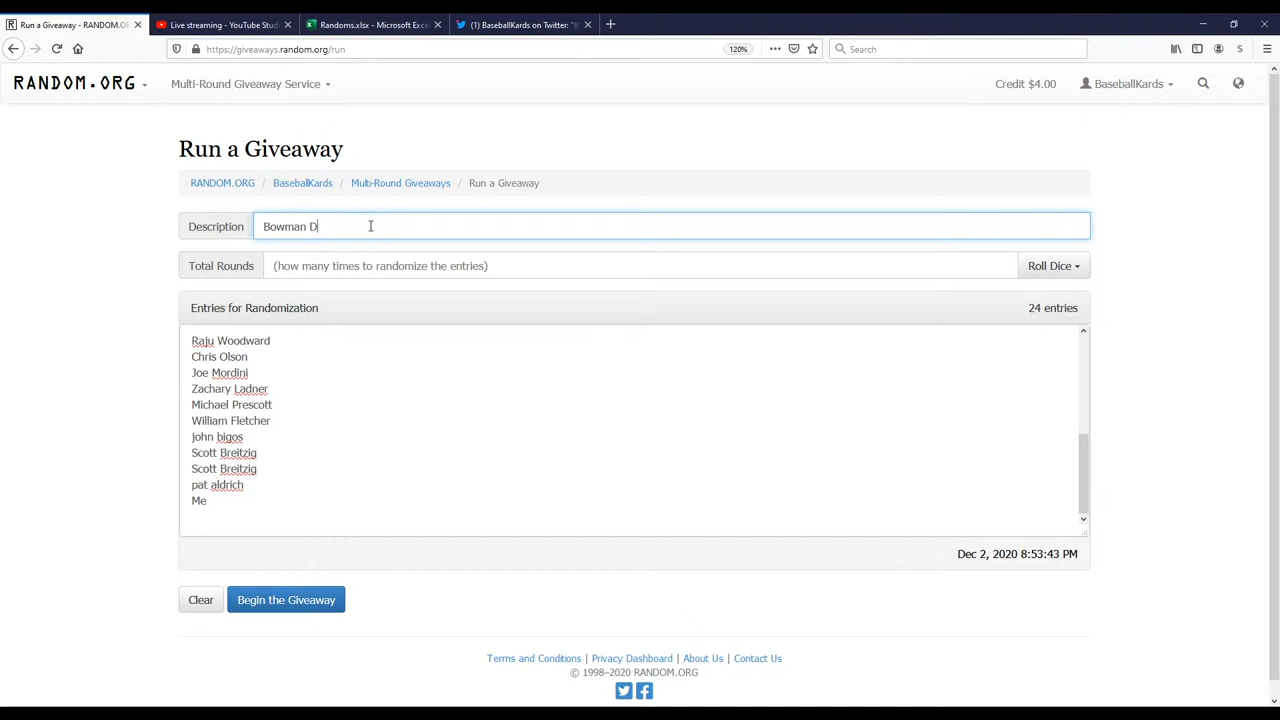 Run a Giveaway - RANDOM.OR
Live streaming - YouTube Stud
Randoms.xlsx - Microsoft Exce
(1) BaseballKards on Twitter: "It
https://giveaways.random.org/run
120%
Search
S
RANDOM.ORG
Multi-Round Giveaway Service
Credit $4.00
BaseballKards
Run a Giveaway
RANDOM.ORG / BaseballKards / Multi-Round Giveaways / Run a Giveaway
Description
Bowman D
Total Rounds
(how many times to randomize the entries)
Roll Dice
Entries for Randomization
24 entries
Raju Woodward
Chris Olson
Joe Mordini
Zachary Ladner
Michael Prescott
William Fletcher
john bigos
Scott Breitzig
Scott Breitzig
pat aldrich
Me
Dec 2, 2020 8:53:43 PM
Clear
Begin the Giveaway
Terms and Conditions | Privacy Dashboard | About Us | Contact Us
© 1998–2020 RANDOM.ORG